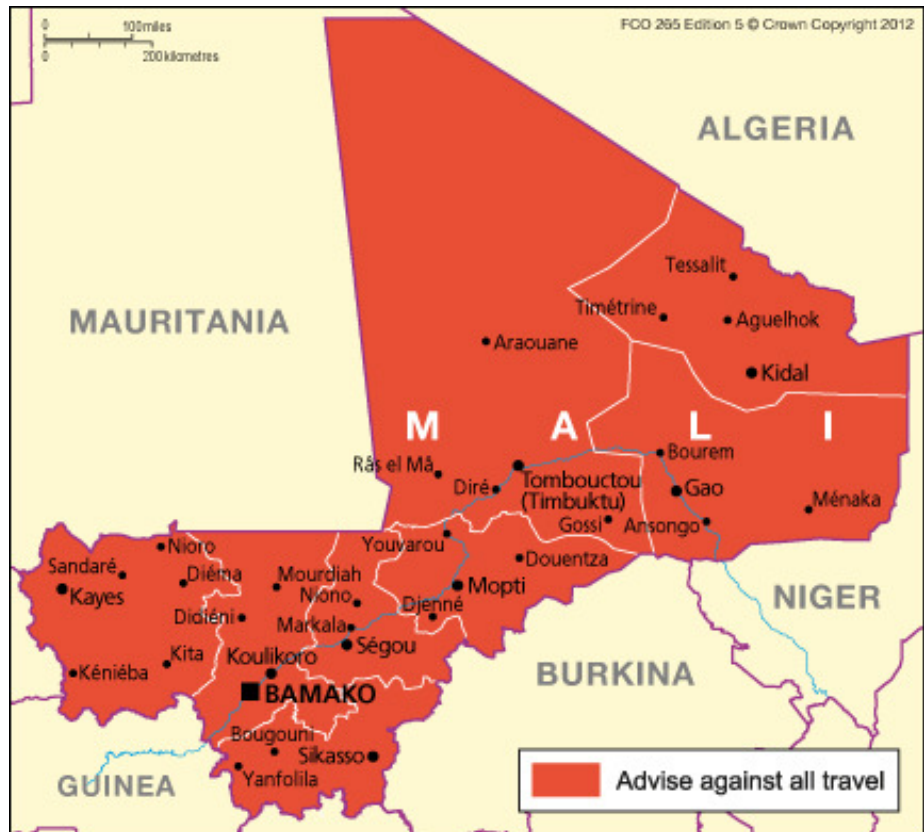 0 100miles
0 200kilometres
FCO 265 Edition 5 © Crown Copyright 2012
ALGERIA
MAURITANIA
Tessalit
Timétrine
Aguelhok
Araouane
Kidal
M A L I
Râs el Mâ
Bourem
Tombouctou
(Timbuktu)
Diré
Gao
Ménaka
Gossi
Ansongo
Youvarou
Douentza
Nioro
Sandaré
Diéma
Mourdiah
Niono
Kayes
Mopti
Djenné
NIGER
Didiéni
Markala
Ségou
Kita
Koulikoro
Kéniéba
BURKINA
BAMAKO
Bougouni
Sikasso
Yanfolila
GUINEA
Advise against all travel